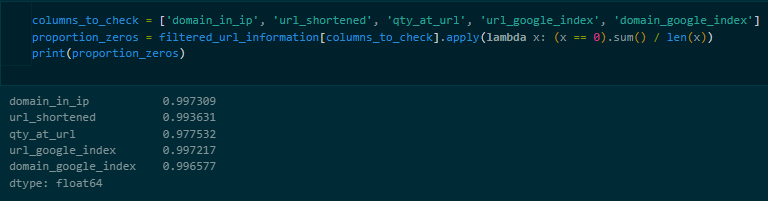 columns_to_check = ['domain_in_ip', 'url_shortened', 'qty_at_url', 'url_google_index', 'domain_google_index']
proportion_zeros = filtered_url_information[columns_to_check].apply(lambda x: (x == 0).sum() / len(x))
print(proportion_zeros)
domain_in_ip 0.997309
url_shortened 0.993631
qty_at_url 0.977532
url_google_index 0.997217
domain_google_index 0.996577
dtype: float64